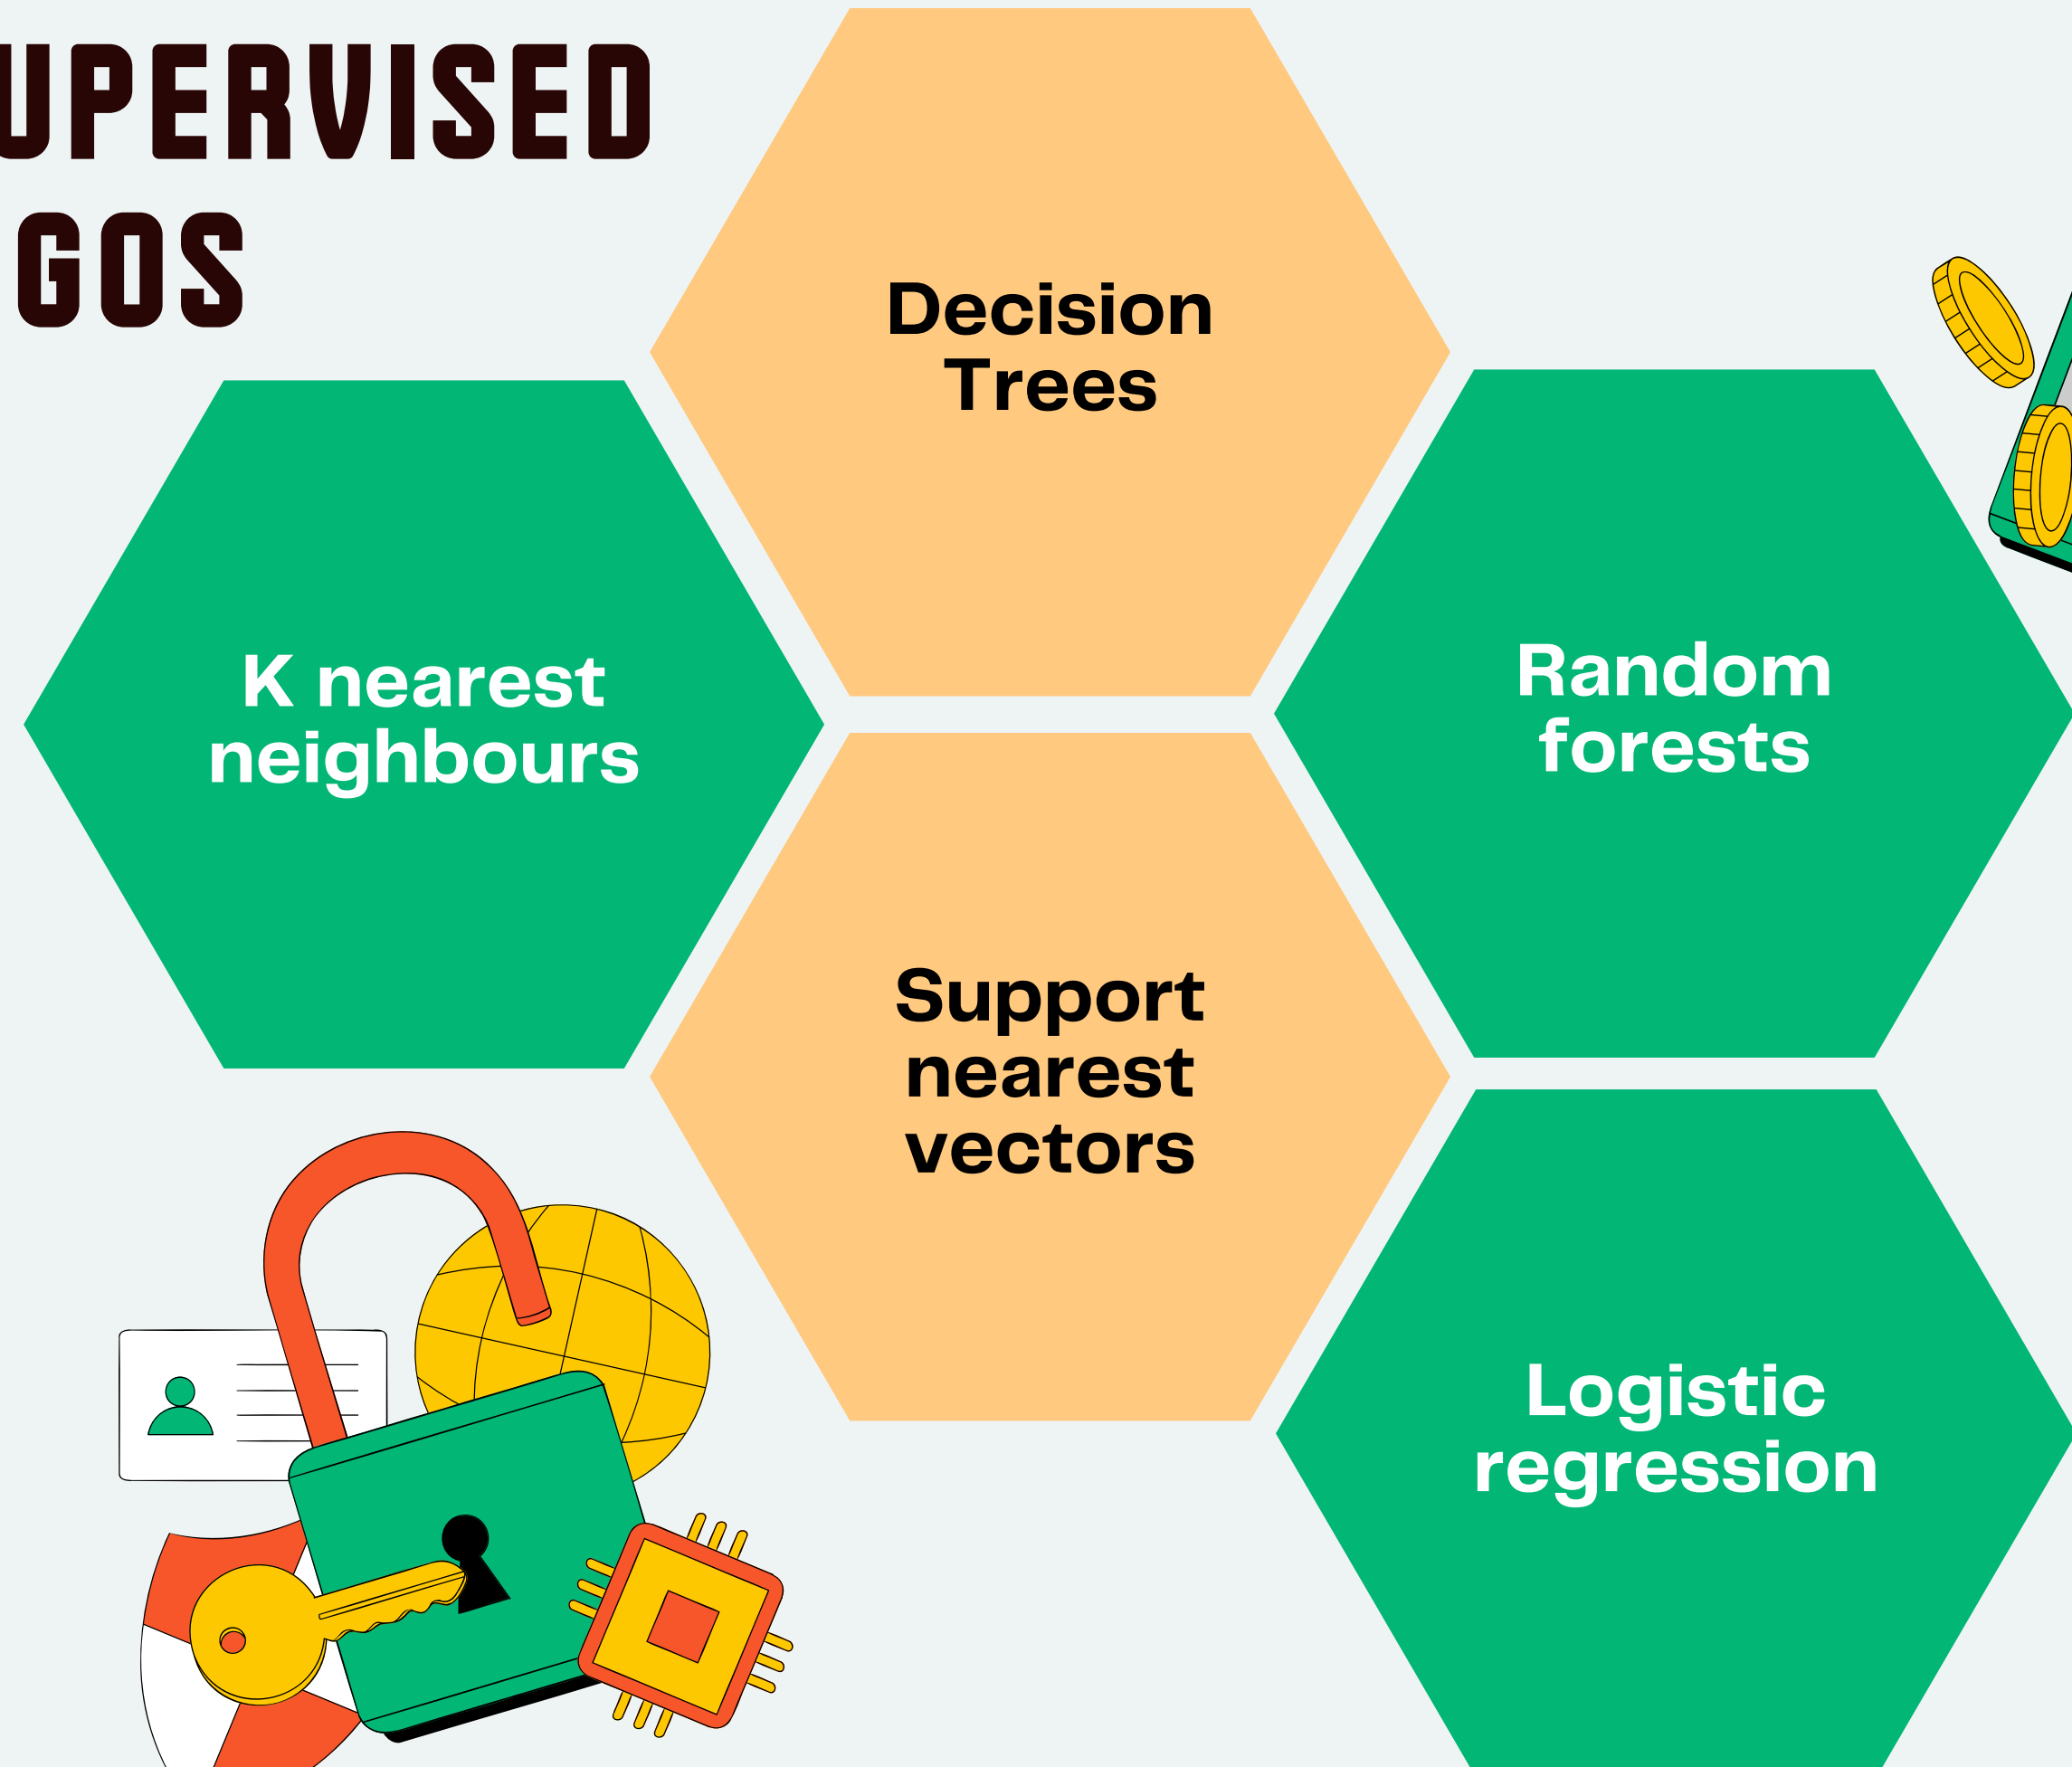 UPERVISED
GOS
Decision
Trees
K nearest
neighbours
Random
forests
Support
nearest
vectors
Logistic
regression